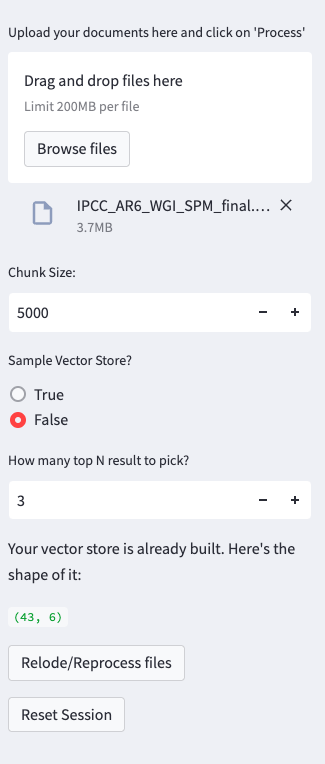 Upload your documents here and click on 'Process'
Drag and drop files here
Limit 200MB per file
Browse files
IPCC_AR6_WGI_SPM_final....
3.7MB
Chunk Size:
5000
Sample Vector Store?
True
False
How many top N result to pick?
3
Your vector store is already built. Here's the
shape of it:
(43, 6)
Relode/Reprocess files
Reset Session